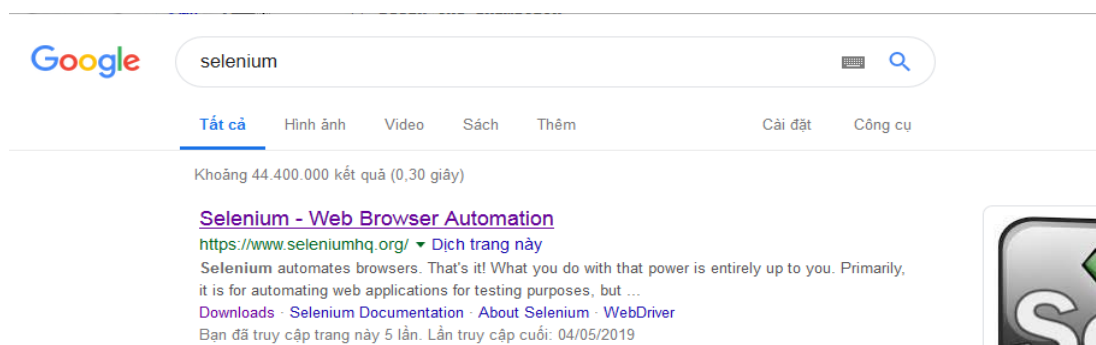 Google selenium
Tất cả Hình ảnh Video Sách Thêm Cài đặt Công cụ
Khoảng 44.400.000 kết quả (0,30 giây)
Selenium - Web Browser Automation
https://www.seleniumhq.org/ ▾ Dịch trang này
Selenium automates browsers. That's it! What you do with that power is entirely up to you. Primarily,
it is for automating web applications for testing purposes, but ...
Downloads · Selenium Documentation · About Selenium · WebDriver
Bạn đã truy cập trang này 5 lần. Lần truy cập cuối: 04/05/2019